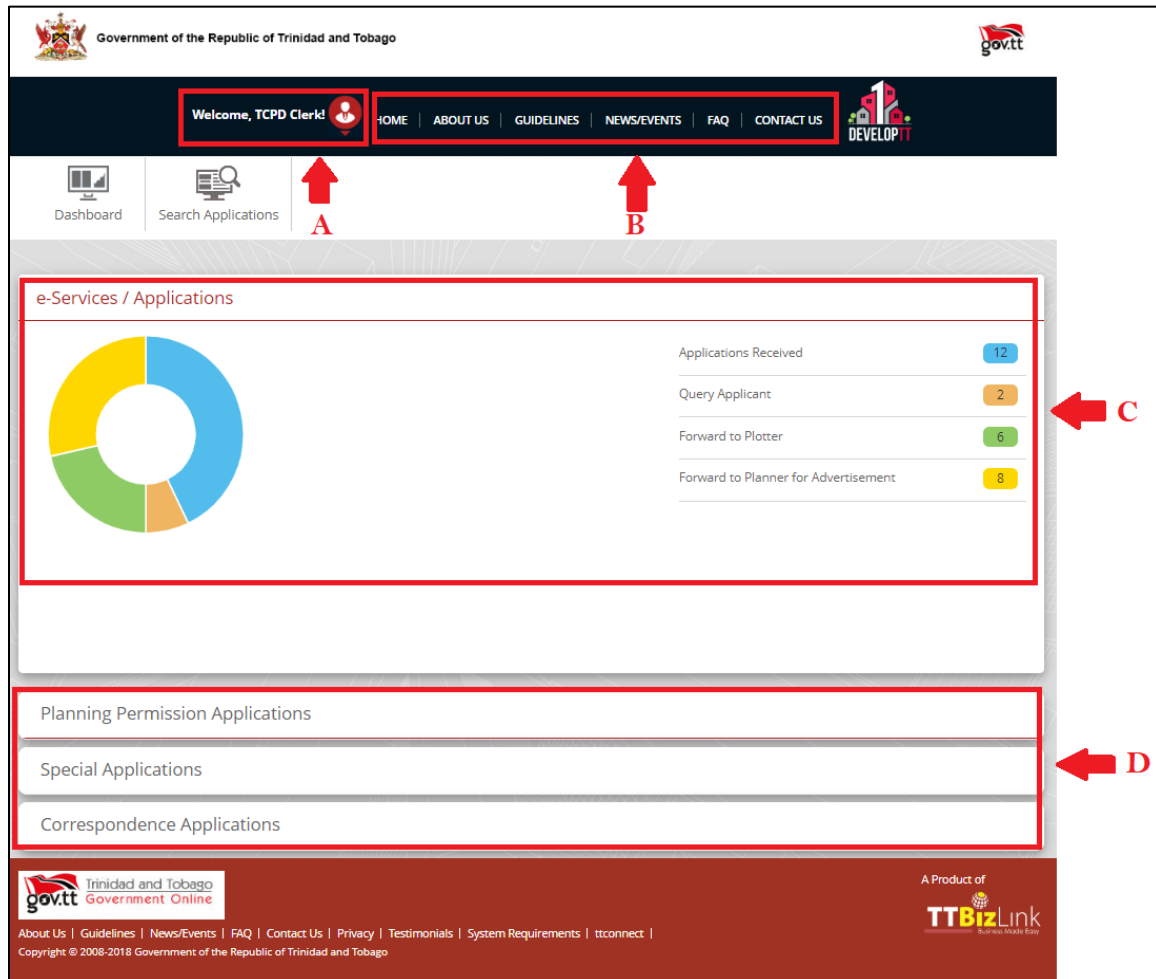 Government of the Republic of Trinidad and Tobago
gov.tt
Welcome, TCPD Clerk!
HOME | ABOUT US | GUIDELINES | NEWS/EVENTS | FAQ | CONTACT US
DEVELOPTT
Dashboard
Search Applications
A
B
e-Services / Applications
Applications Received 12
Query Applicant 2
Forward to Plotter 6
Forward to Planner for Advertisement 8
C
Planning Permission Applications
Special Applications
Correspondence Applications
D
gov.tt
Trinidad and Tobago
Government Online
A Product of
TTBizLink
Business Made Easy
About Us | Guidelines | News/Events | FAQ | Contact Us | Privacy | Testimonials | System Requirements | ttconnect |
Copyright © 2008-2018 Government of the Republic of Trinidad and Tobago